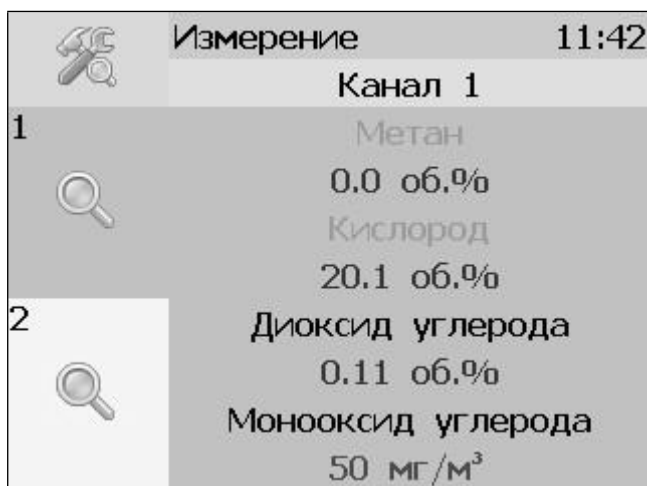 Измерение 11:42
Канал 1
1
Метан
0.0 об.%
Кислород
20.1 об.%
2
Диоксид углерода
0.11 об.%
Монооксид углерода
50 мг/м³